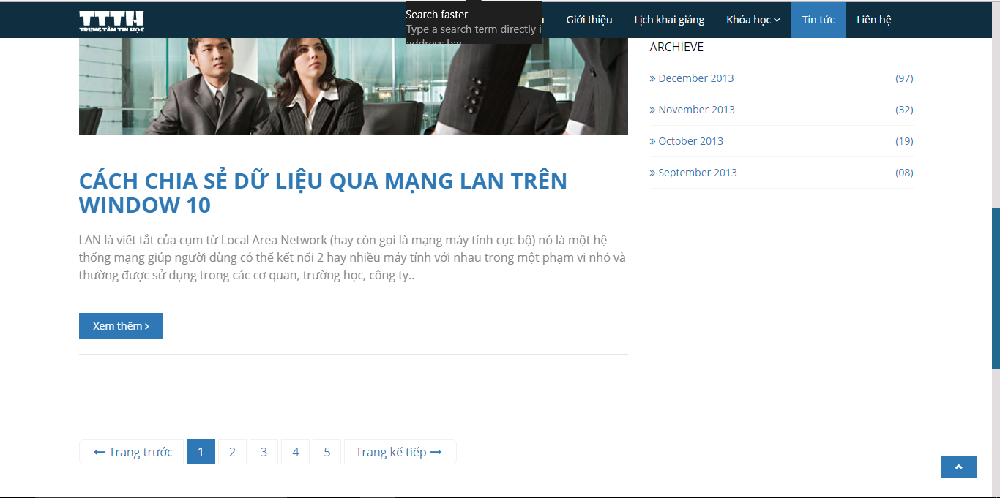 TTTH
TRUNG TÂM TIN HỌC
Search faster
Type a search term directly i
address bar
Giới thiệu
Lịch khai giảng
Khóa học
Tin tức
Liên hệ
CÁCH CHIA SẺ DỮ LIỆU QUA MẠNG LAN TRÊN
WINDOW 10
LAN là viết tắt của cụm từ Local Area Network (hay còn gọi là mạng máy tính cục bộ) nó là một hệ
thống mạng giúp người dùng có thể kết nối 2 hay nhiều máy tính với nhau trong một phạm vi nhỏ và
thường được sử dụng trong các cơ quan, trường học, công ty..
Xem thêm
ARCHIEVE
» December 2013 (97)
» November 2013 (32)
» October 2013 (19)
» September 2013 (08)
← Trang trước 1 2 3 4 5 Trang kế tiếp →